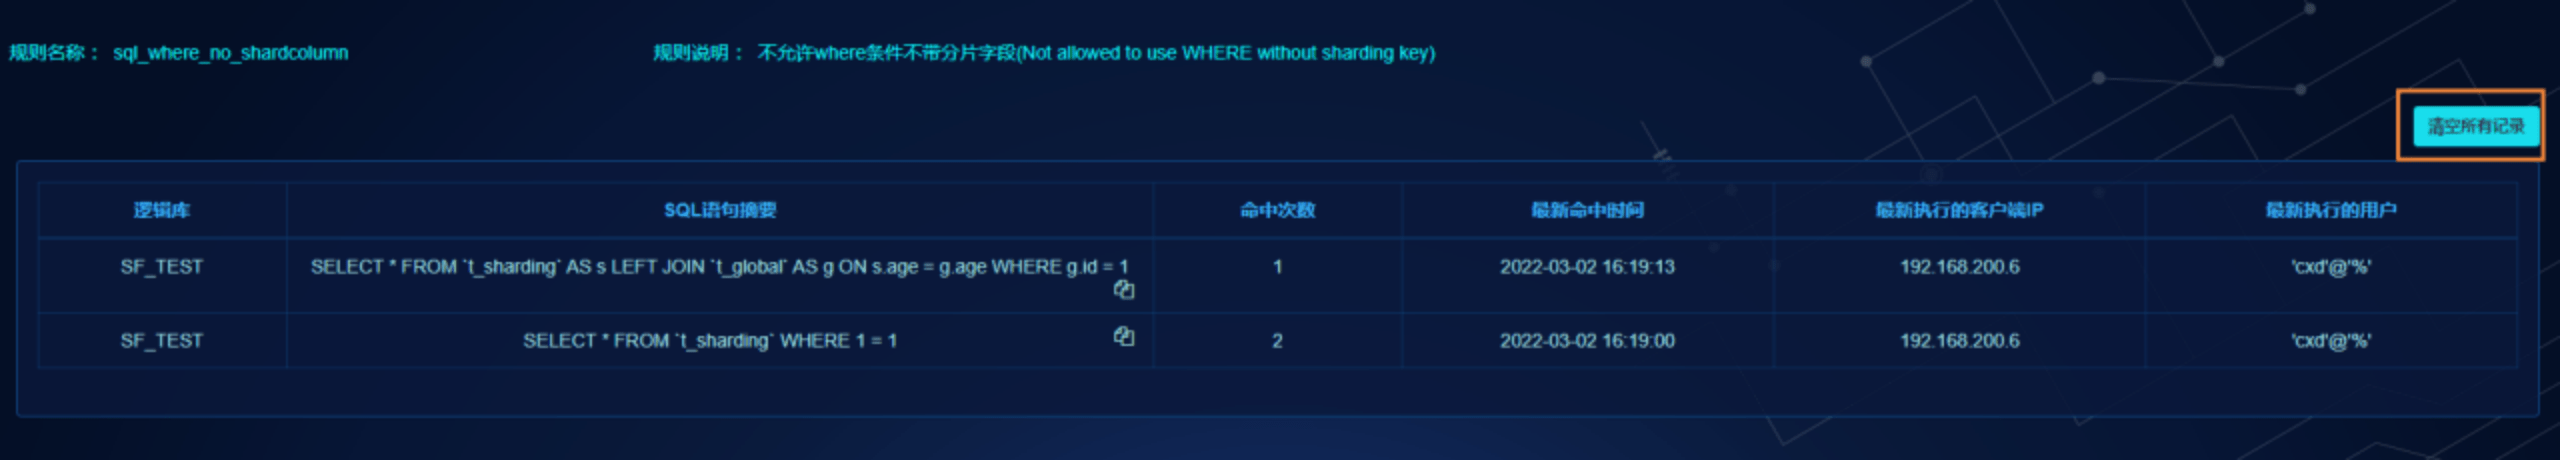 规则名称： sql_where_no_shardcolumn 规则说明： 不允许where条件不带分片字段(Not allowed to use WHERE without sharding key)
清空所有记录
逻辑库 SQL语句摘要 命中次数 最新命中时间 最新执行的客户端IP 最新执行的用户
SF_TEST SELECT * FROM `t_sharding` AS s LEFT JOIN `t_global` AS g ON s.age = g.age WHERE g.id = 1 1 2022-03-02 16:19:13 192.168.200.6 'cxd'@'%'
SF_TEST SELECT * FROM `t_sharding` WHERE 1 = 1 2 2022-03-02 16:19:00 192.168.200.6 'cxd'@'%'